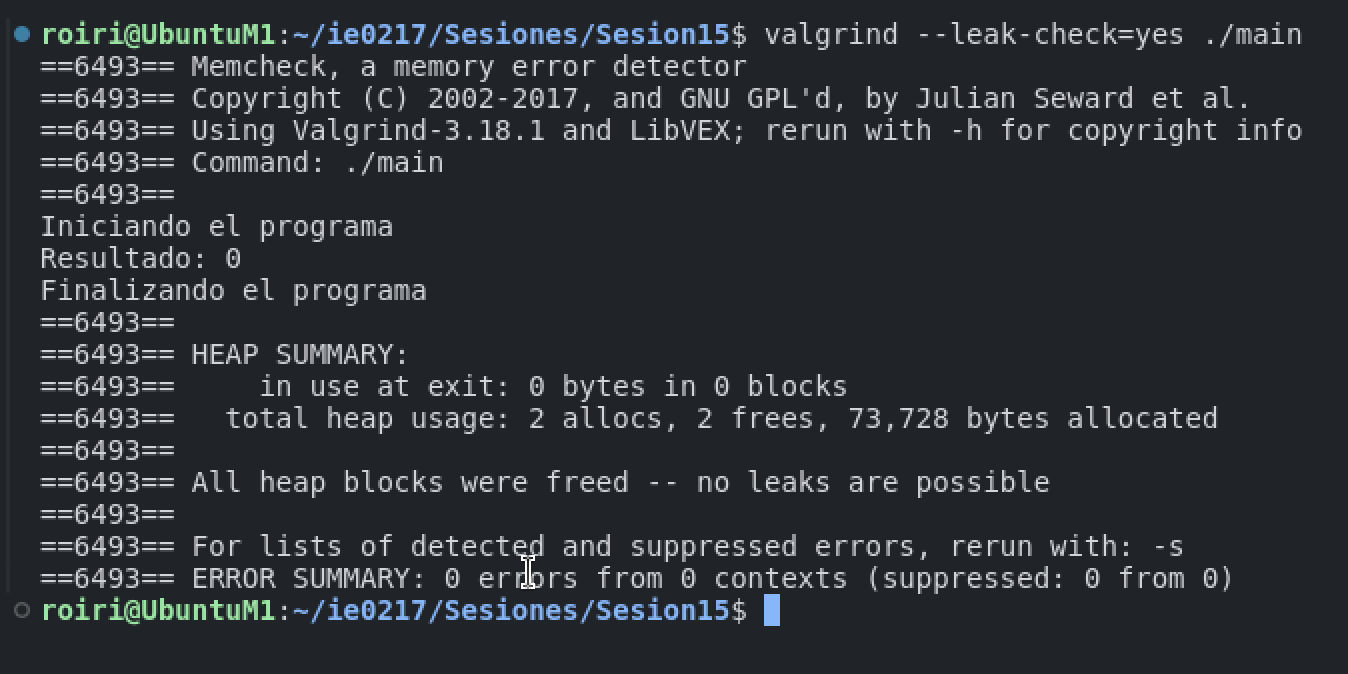 roiri@UbuntuM1:~/ie0217/Sesiones/Sesion15$ valgrind --leak-check=yes ./main
==6493== Memcheck, a memory error detector
==6493== Copyright (C) 2002-2017, and GNU GPL'd, by Julian Seward et al.
==6493== Using Valgrind-3.18.1 and LibVEX; rerun with -h for copyright info
==6493== Command: ./main
==6493==
Iniciando el programa
Resultado: 0
Finalizando el programa
==6493==
==6493== HEAP SUMMARY:
==6493==     in use at exit: 0 bytes in 0 blocks
==6493==   total heap usage: 2 allocs, 2 frees, 73,728 bytes allocated
==6493==
==6493== All heap blocks were freed -- no leaks are possible
==6493==
==6493== For lists of detected and suppressed errors, rerun with: -s
==6493== ERROR SUMMARY: 0 errors from 0 contexts (suppressed: 0 from 0)
roiri@UbuntuM1:~/ie0217/Sesiones/Sesion15$